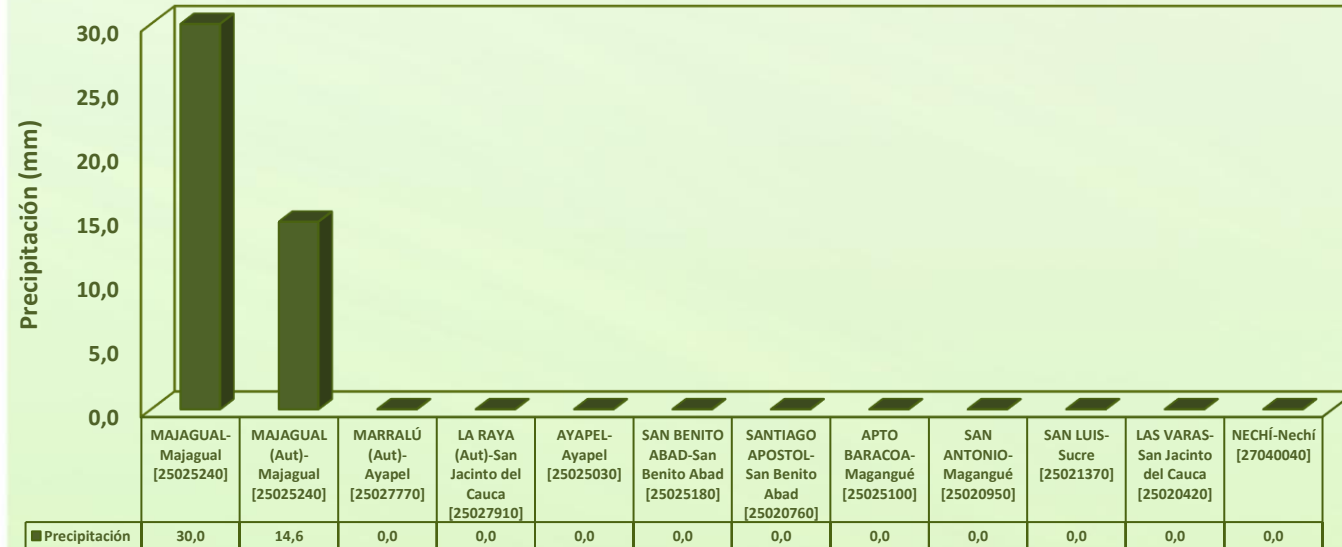 Precipitación (mm)
30,0
25,0
20,0
15,0
10,0
5,0
0,0
MAJAGUAL-
Majagual
[25025240]
MAJAGUAL
(Aut)-
Majagual
[25025240]
MARRALÚ
(Aut)-
Ayapel
[25027770]
LA RAYA
(Aut)-San
Jacinto del
Cauca
[25027910]
AYAPEL-
Ayapel
[25025030]
SAN BENITO
ABAD-San
Benito Abad
[25025180]
SANTIAGO
APOSTOL-
San Benito
Abad
[25020760]
APTO
BARACOA-
Magangué
[25025100]
SAN
ANTONIO-
Magangué
[25020950]
SAN LUIS-
Sucre
[25021370]
LAS VARAS-
San Jacinto
del Cauca
[25020420]
NECHÍ-Nechí
[27040040]
Precipitación 30,0 14,6 0,0 0,0 0,0 0,0 0,0 0,0 0,0 0,0 0,0 0,0